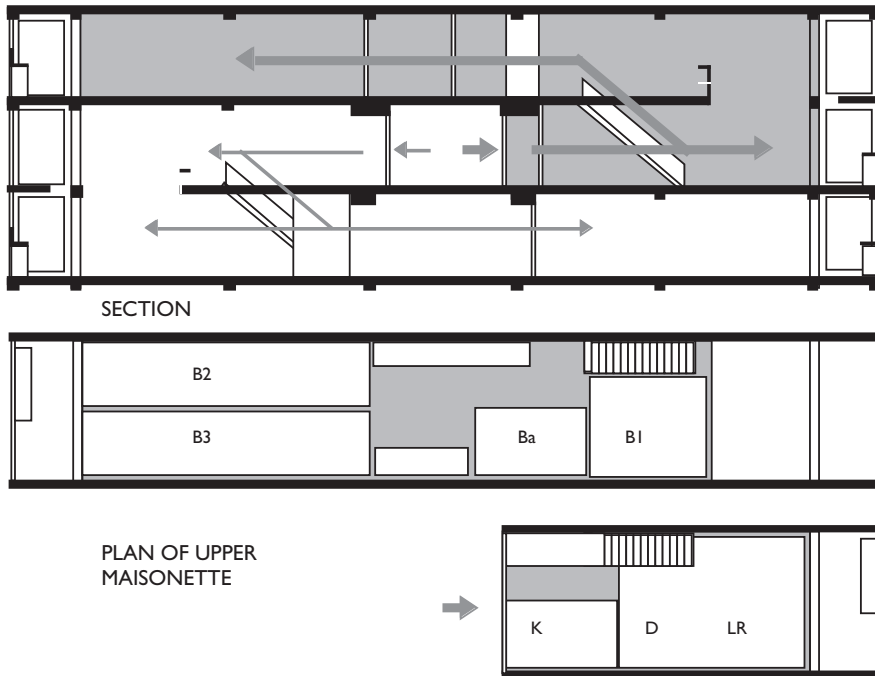 SECTION
B2
B3
Ba
B1
PLAN OF UPPER
MAISONETTE
K
D
LR